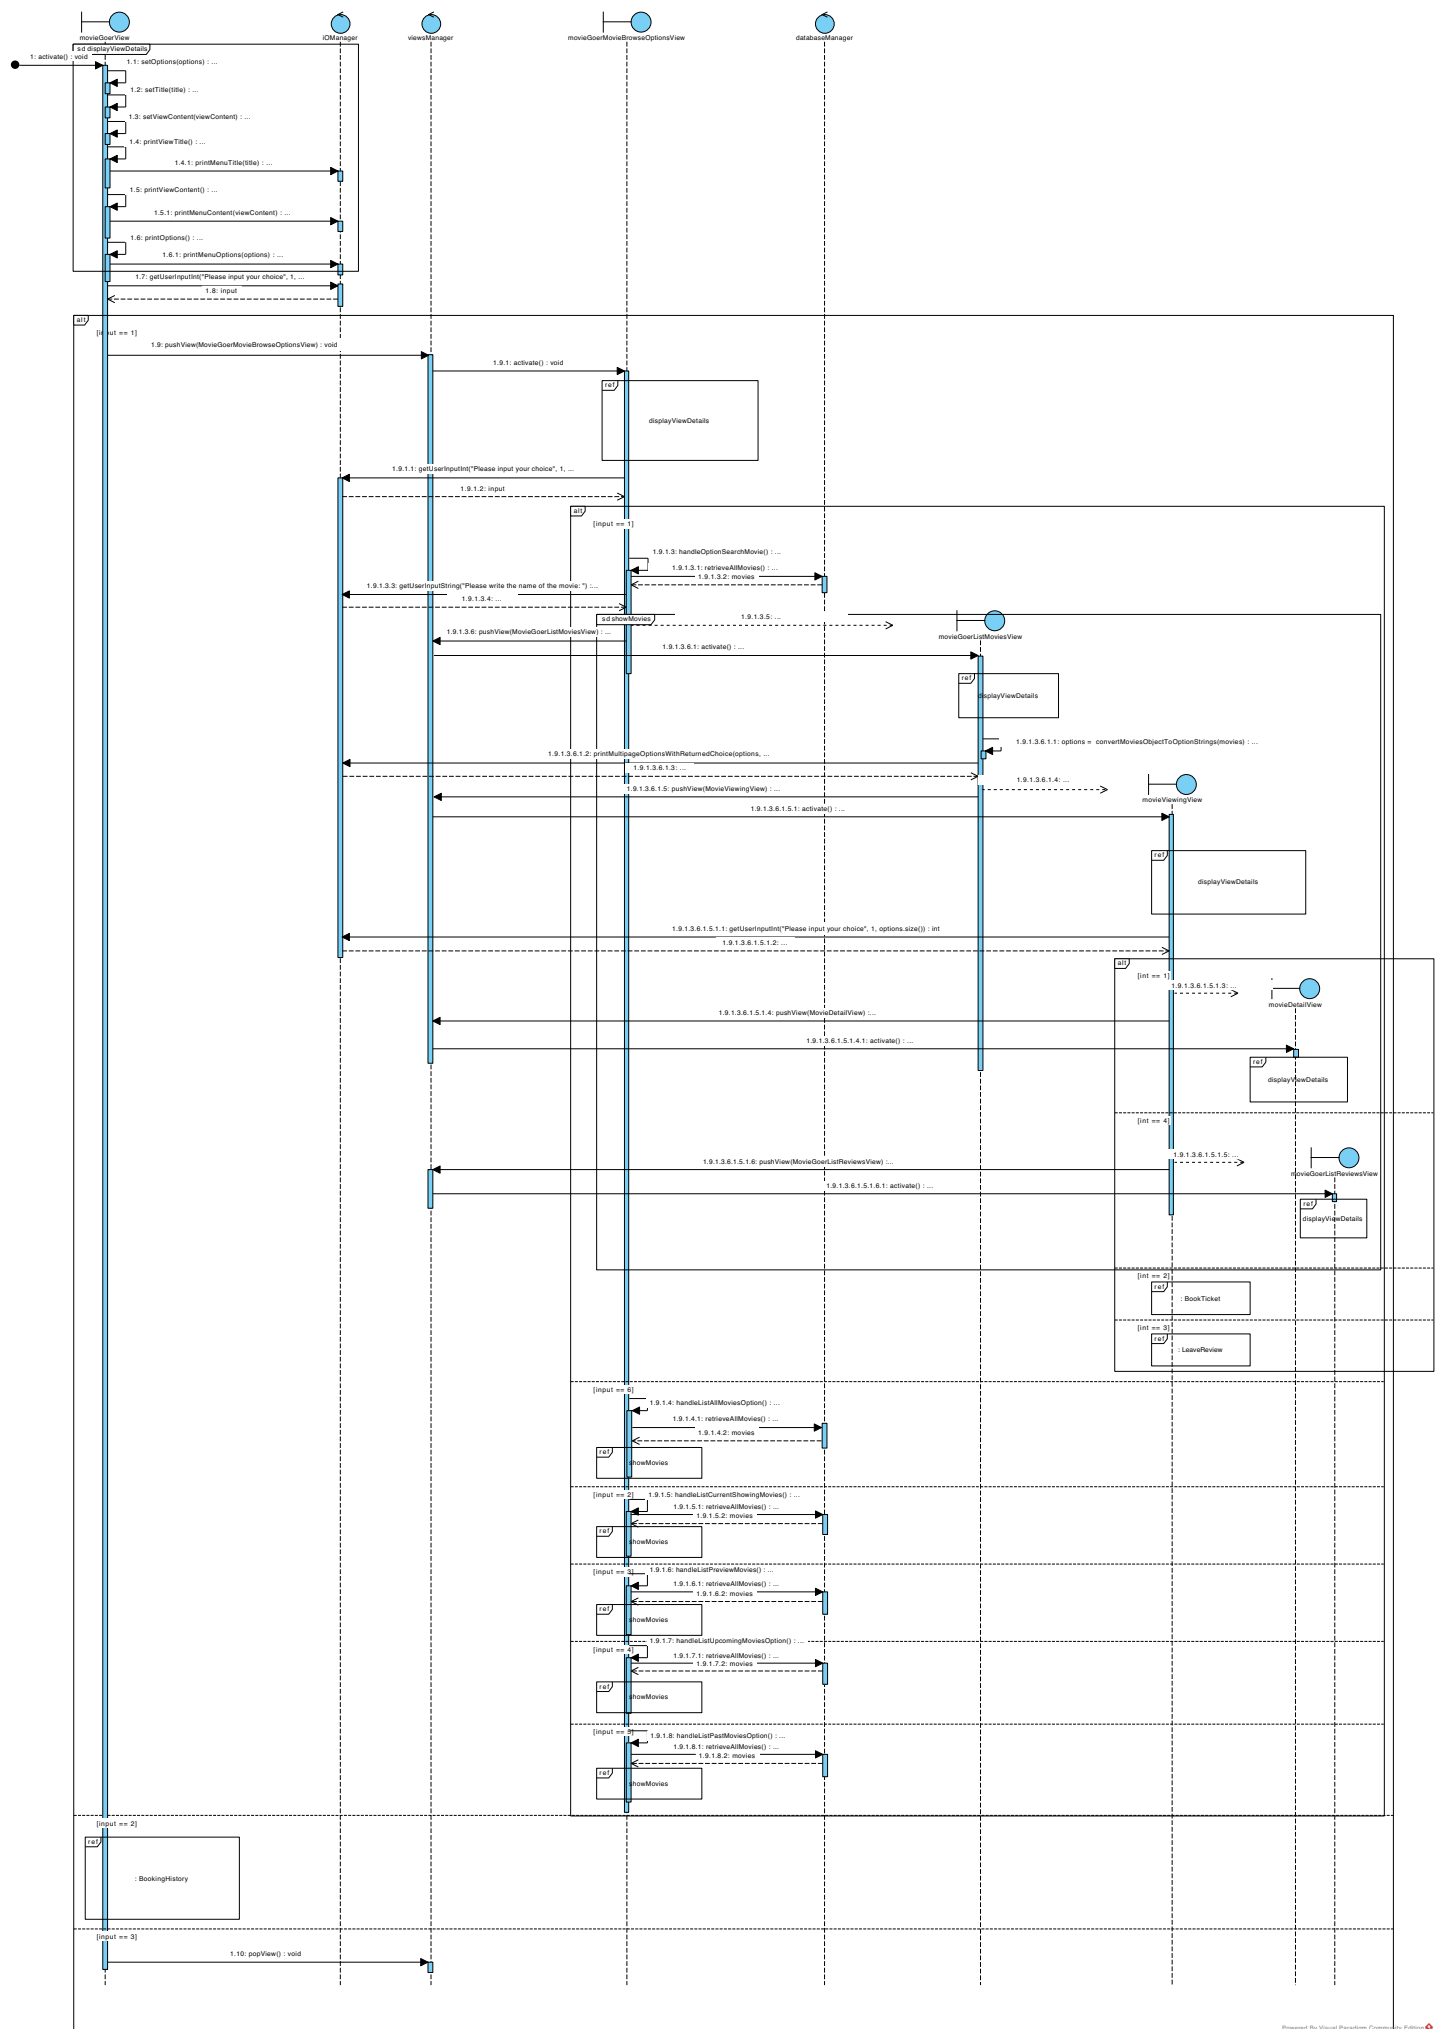 movieGoerView
iOManager
viewsManager
movieGoerMovieBrowseOptionsView
databaseManager
sd displayViewDetails
1: activate() : void
1.1: setOptions(options) : ...
1.2: setTitle(title) : ...
1.3: setViewContent(viewContent) : ...
1.4: printViewTitle() : ...
1.4.1: printMenuTitle(title) : ...
1.5: printViewContent() : ...
1.5.1: printMenuContent(viewContent) : ...
1.6: printOptions() : ...
1.6.1: printMenuOptions(options) : ...
1.7: getUserInputInt("Please input your choice", 1, ...
1.8: input
alt
[input == 1]
1.9: pushView(MovieGoerMovieBrowseOptionsView) : void
1.9.1: activate() : void
ref
displayViewDetails
1.9.1.1: getUserInputInt("Please input your choice", 1, ...
1.9.1.2: input
alt
[input == 1]
1.9.1.3: handleOptionSearchMovie() : ...
1.9.1.3.1: retrieveAllMovies() : ...
1.9.1.3.2: movies
1.9.1.3.3: getUserInputString("Please write the name of the movie: ") :...
1.9.1.3.4: ...
sd showMovies
1.9.1.3.5: ...
1.9.1.3.6: pushView(MovieGoerListMoviesView) : ...
movieGoerListMoviesView
1.9.1.3.6.1: activate() : ...
ref
displayViewDetails
1.9.1.3.6.1.1: options = convertMoviesObjectToOptionStrings(movies) : ...
1.9.1.3.6.1.2: printMultipageOptionsWithReturnedChoice(options, ...
1.9.1.3.6.1.3: ...
1.9.1.3.6.1.4: ...
1.9.1.3.6.1.5: pushView(MovieViewingView) : ...
movieViewingView
1.9.1.3.6.1.5.1: activate() : ...
ref
displayViewDetails
1.9.1.3.6.1.5.1.1: getUserInputInt("Please input your choice", 1, options.size()) : int
1.9.1.3.6.1.5.1.2: ...
alt
[int == 1]
1.9.1.3.6.1.5.1.3: ...
movieDetailView
1.9.1.3.6.1.5.1.4: pushView(MovieDetailView) :...
1.9.1.3.6.1.5.1.4.1: activate() : ...
ref
displayViewDetails
[int == 4]
1.9.1.3.6.1.5.1.5: ...
1.9.1.3.6.1.5.1.6: pushView(MovieGoerListReviewsView) :...
movieGoerListReviewsView
1.9.1.3.6.1.5.1.6.1: activate() : ...
ref
displayViewDetails
[int == 2]
ref
: BookTicket
[int == 3]
ref
: LeaveReview
[input == 6]
1.9.1.4: handleListAllMoviesOption() : ...
1.9.1.4.1: retrieveAllMovies() : ...
1.9.1.4.2: movies
ref
showMovies
[input == 2]
1.9.1.5: handleListCurrentShowingMovies() : ...
1.9.1.5.1: retrieveAllMovies() : ...
1.9.1.5.2: movies
ref
showMovies
[input == 3]
1.9.1.6: handleListPreviewMovies() : ...
1.9.1.6.1: retrieveAllMovies() : ...
1.9.1.6.2: movies
ref
showMovies
1.9.1.7: handleListUpcomingMoviesOption() : ...
[input == 4]
1.9.1.7.1: retrieveAllMovies() : ...
1.9.1.7.2: movies
ref
showMovies
[input == 5]
1.9.1.8: handleListPastMoviesOption() : ...
1.9.1.8.1: retrieveAllMovies() : ...
1.9.1.8.2: movies
ref
showMovies
[input == 2]
ref
: BookingHistory
[input == 3]
1.10: popView() : void
Powered By Visual Paradigm Community Edition